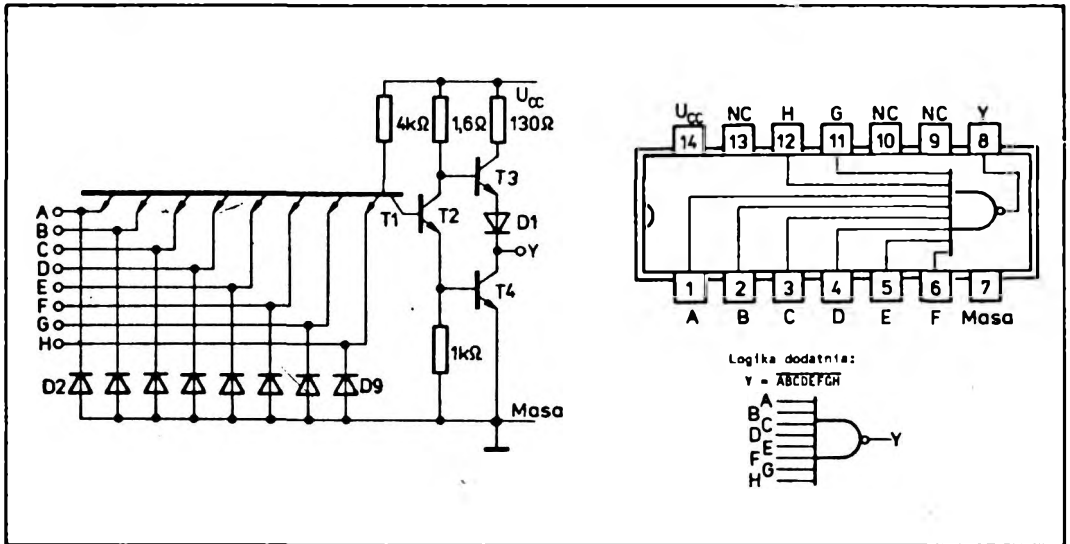 U_CC
4kΩ 1,6Ω 130Ω
T1 T2 T3
D1
Y
T4
A
B
C
D
E
F
G
H
1kΩ
D2 D9
Masa
U_CC NC H G NC NC Y
14 13 12 11 10 9 8
1 2 3 4 5 6 7
A B C D E F Masa
Logika dodatnia:
Y = A̅B̅C̅D̅E̅F̅G̅H̅
A
B
C
D
E
F
G
H
Y